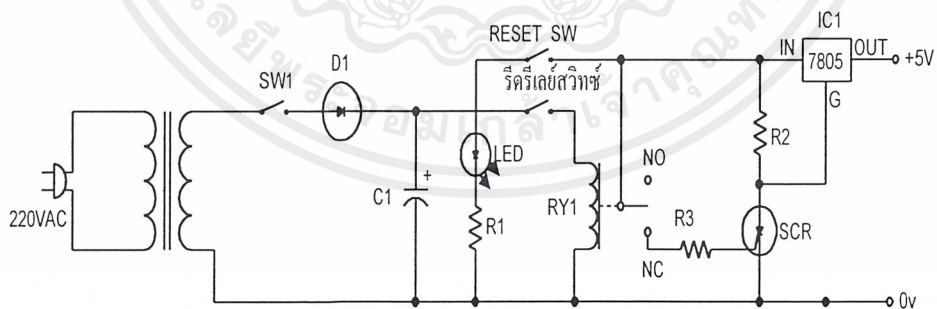 RESET SW
IC1
IN
7805
OUT
+5V
D1
SW1
รีดรีเลย์สวิทซ์
G
R2
LED
C1
+
NO
RY1
R3
SCR
220VAC
R1
NC
0v